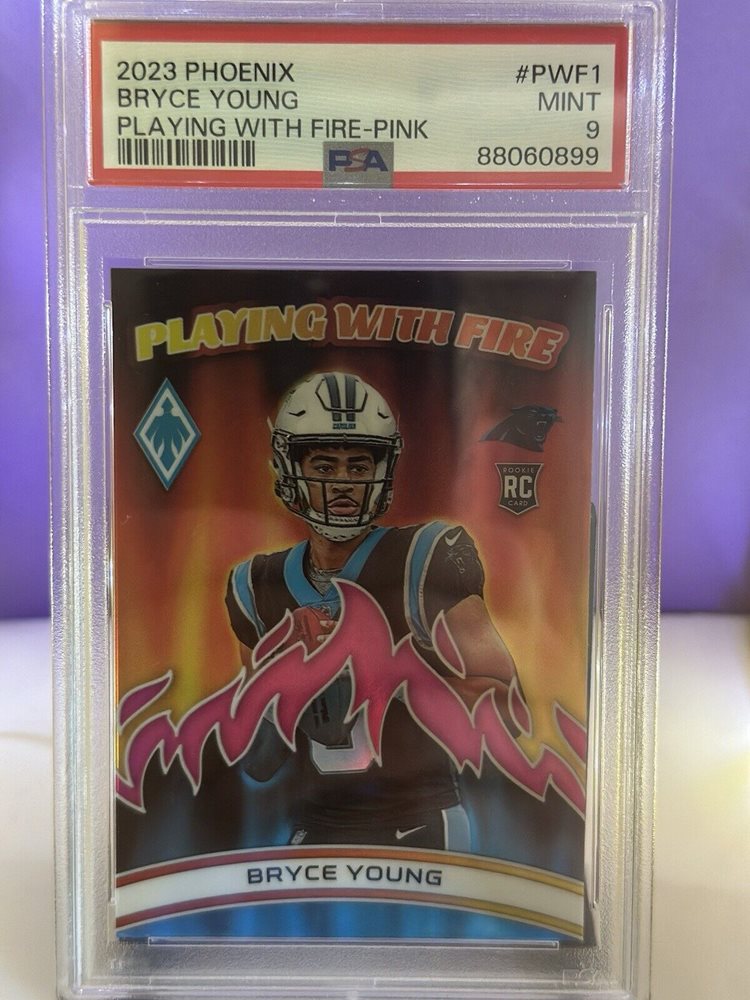 2023 PHOENIX #PWF1
BRYCE YOUNG MINT
PLAYING WITH FIRE-PINK 9
88060899
PSA
PLAYING WITH FIRE
CAROLINA
ROOKIE
RC
CARD
BRYCE YOUNG